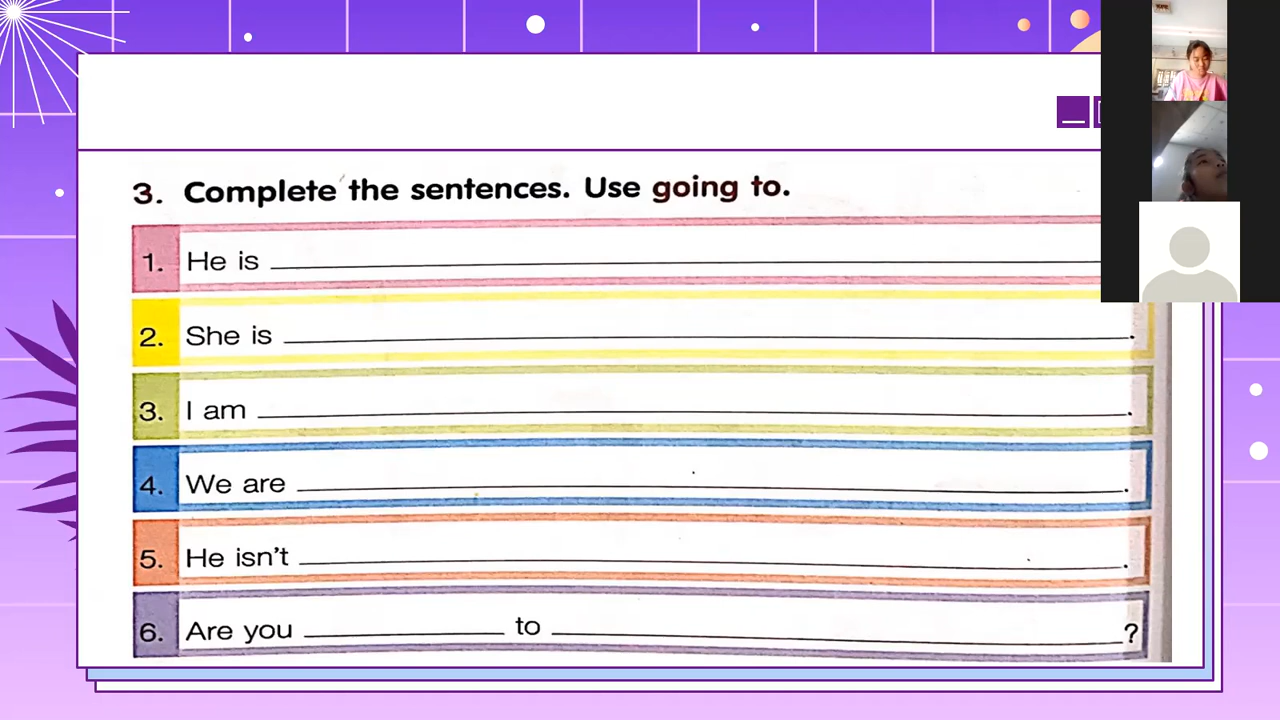 3. Complete the sentences. Use going to.
1. He is
2. She is .
3. I am .
4. We are .
5. He isn't .
6. Are you to ?